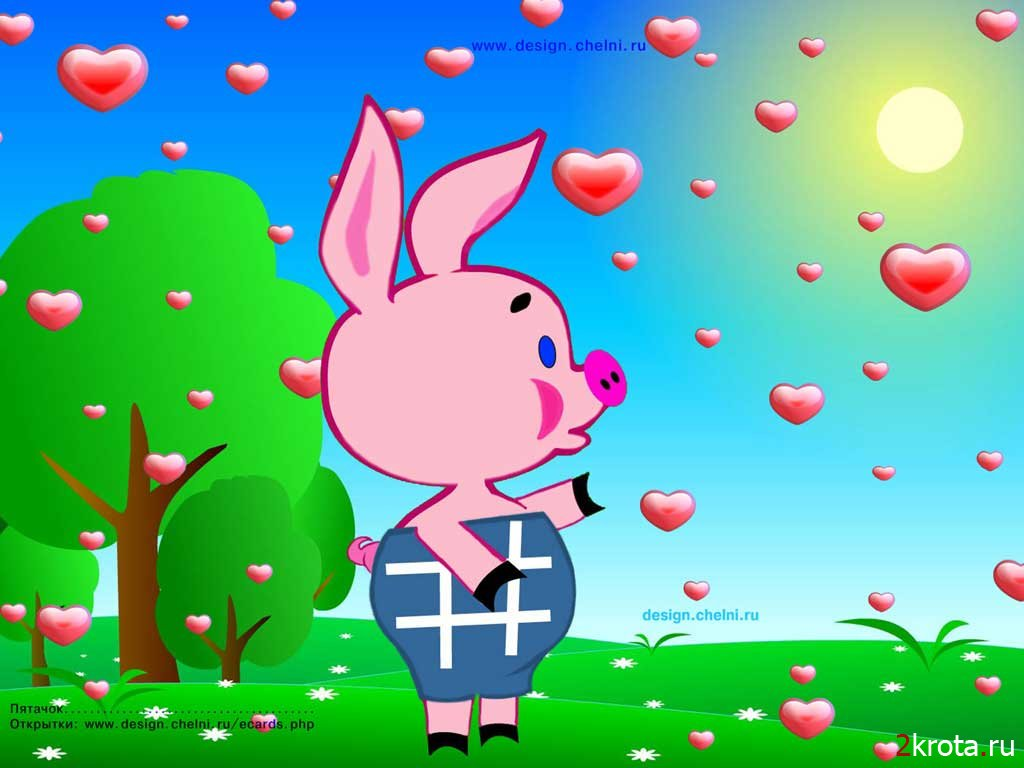 www.design.chelni.ru
design.chelni.ru
Пятачок..................................
Открытки: www.design.chelni.ru/ecards.php
2krota.ru